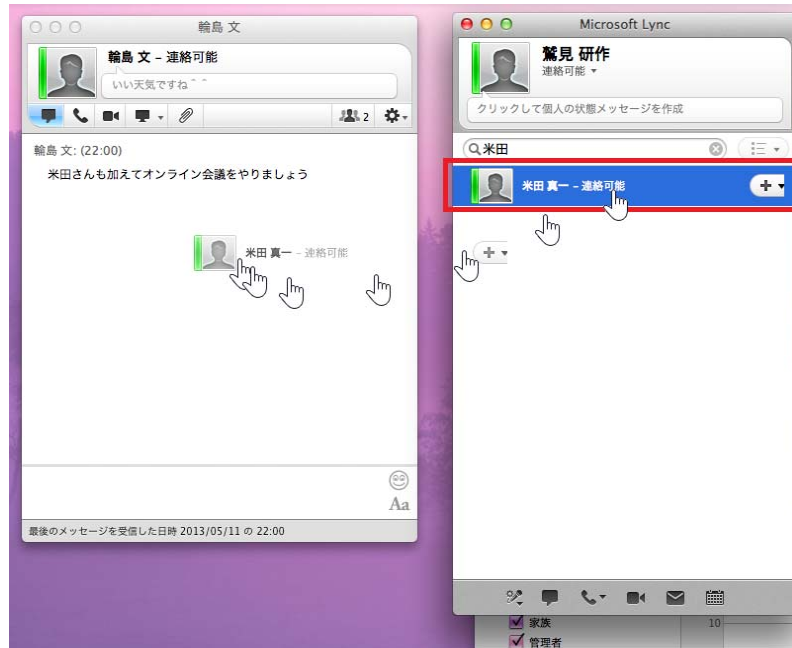 輪島 文
輪島 文 – 連絡可能
いい天気ですね＾＾
2
輪島 文: (22:00)
米田さんも加えてオンライン会議をやりましょう
米田 真一 – 連絡可能
Aa
最後のメッセージを受信した日時 2013/05/11 の 22:00
Microsoft Lync
鷲見 研作
連絡可能
クリックして個人の状態メッセージを作成
米田
米田 真一 – 連絡可能
家族
管理者
10